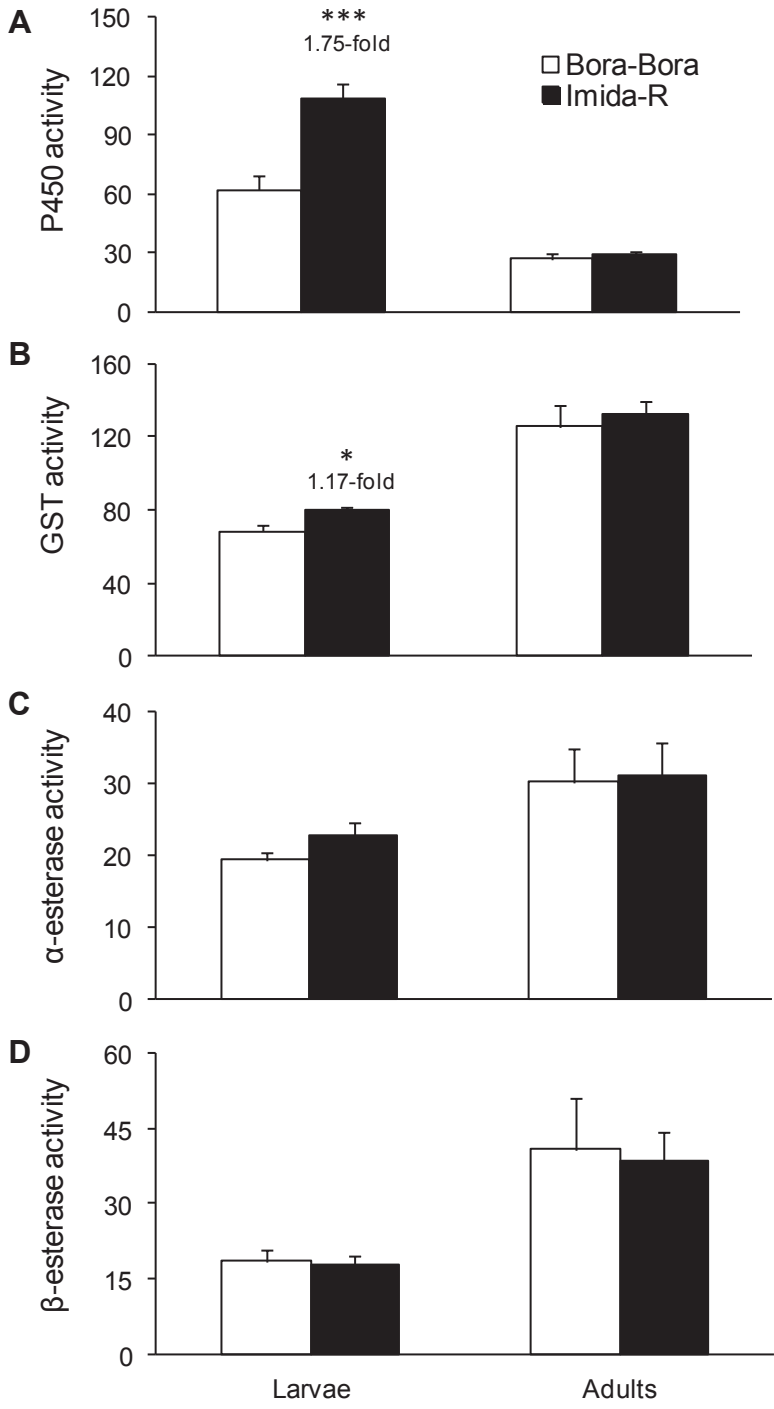 A
P450 activity
150
120
90
60
30
0
***
1.75-fold
Bora-Bora
Imida-R
B
GST activity
160
120
80
40
0
*
1.17-fold
C
α-esterase activity
40
30
20
10
0
D
β-esterase activity
60
45
30
15
0
Larvae
Adults